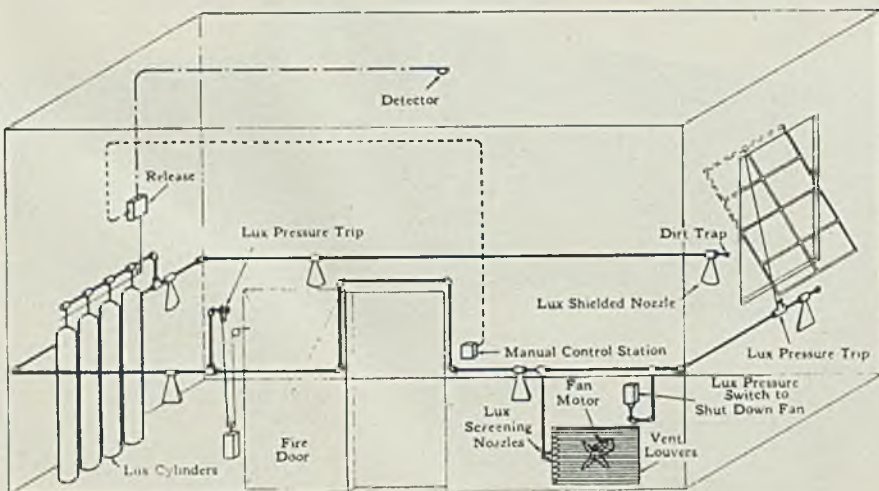 Detector
Release
Lux Pressure Trip
Dirt Trap
Lux Shielded Nozzle
Manual Control Station
Lux Pressure Trip
Fan
Motor
Lux Pressure
Switch to
Shut Down Fan
Lux
Screening
Nozzles
Vent
Louvers
Fire
Door
Lux Cylinders